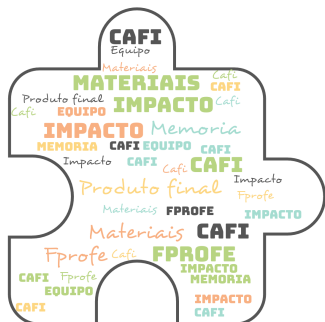 CAFI
Equipo
Materiais
MATERIAIS Cafi
CAFI
Produto final IMPACTO Cafi
Cafi EQUIPO
IMPACTO Memoria
MEMORIA CAFI EQUIPO CAFI
Impacto CAFI Cafi CAFI
Produto final Impacto
Fprofe
Materiais FPROFE IMPACTO
Materiais CAFI
Fprofe Cafi FPROFE
IMPACTO
CAFI Fprofe MEMORIA
EQUIPO
IMPACTO
CAFI CAFI